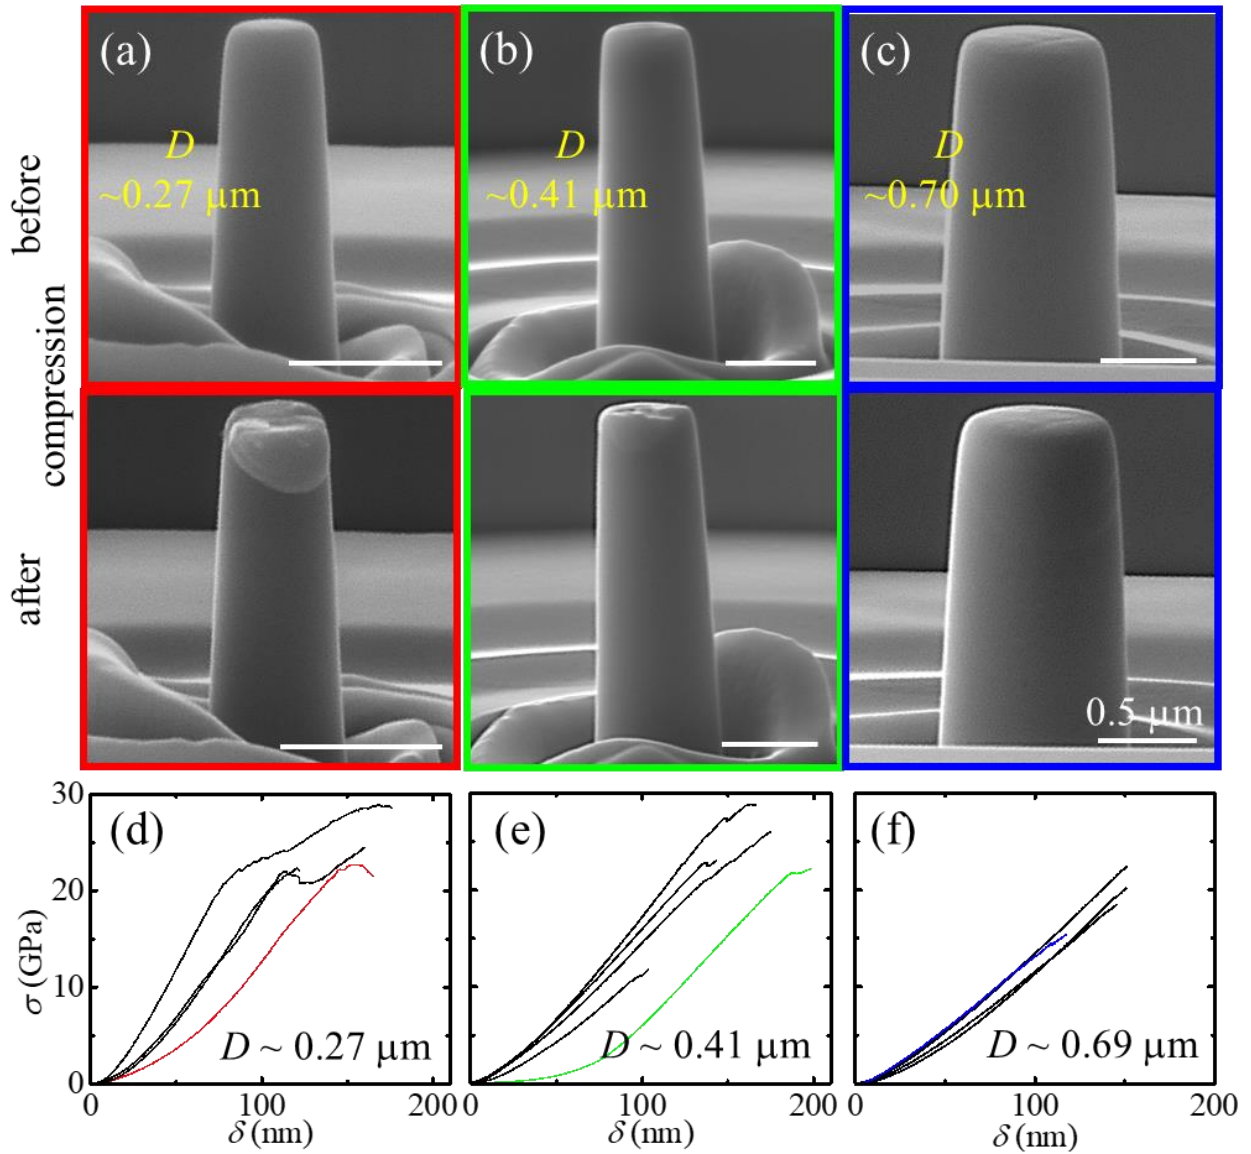 before
compression
after
(a)
D
~0.27 μm
(b)
D
~0.41 μm
(c)
D
~0.70 μm
0.5 μm
(d)
30
20
10
0
σ (GPa)
D ~ 0.27 μm
0
100
200
δ (nm)
(e)
D ~ 0.41 μm
0
100
200
δ (nm)
(f)
D ~ 0.69 μm
0
100
200
δ (nm)